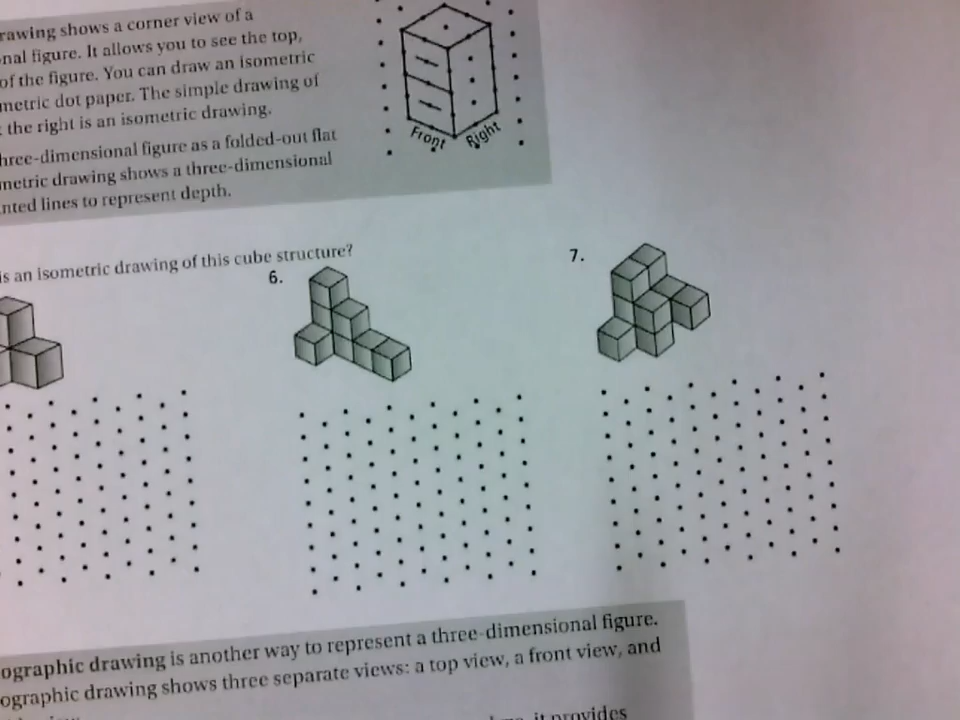 rawing shows a corner view of a
nal figure. It allows you to see the top,
of the figure. You can draw an isometric
metric dot paper. The simple drawing of
the right is an isometric drawing.
hree-dimensional figure as a folded-out flat
metric drawing shows a three-dimensional
nted lines to represent depth.
Front Right
is an isometric drawing of this cube structure?
6.
7.
ographic drawing is another way to represent a three-dimensional figure.
ographic drawing shows three separate views: a top view, a front view, and
it provides